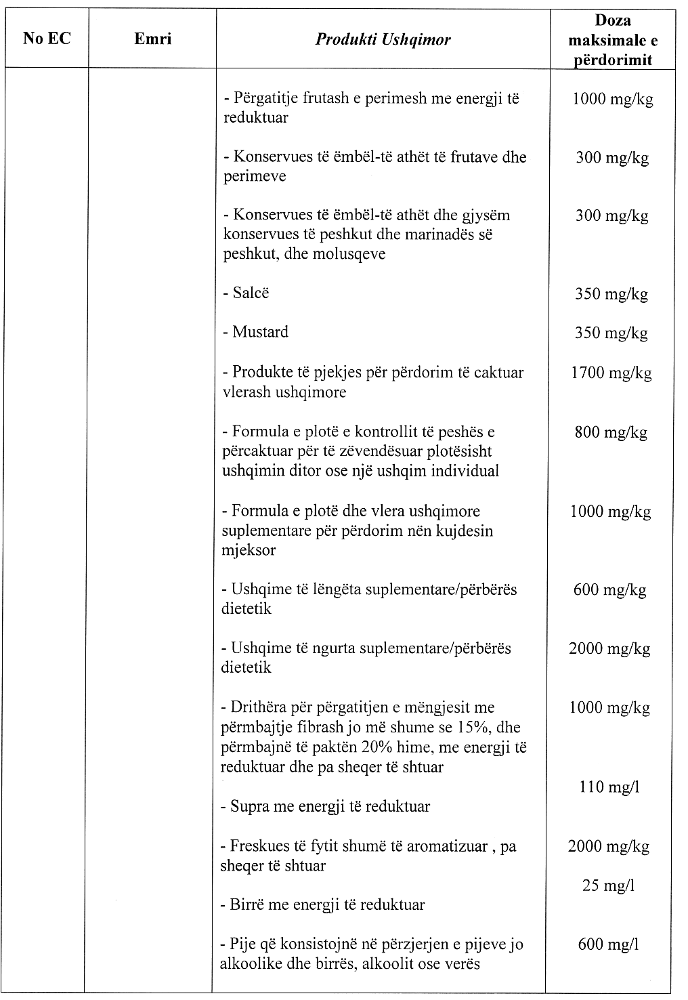 No EC Emri Produkti Ushqimor Doza
maksimale e
përdorimit
- Përgatitje frutash e perimesh me energji të 1000 mg/kg
reduktuar
- Konservues të ëmbël-të athët të frutave dhe 300 mg/kg
perimeve
- Konservues të ëmbël-të athët dhe gjysëm 300 mg/kg
konservues të peshkut dhe marinadës së
peshkut, dhe molusqeve
- Salcë 350 mg/kg
- Mustard 350 mg/kg
- Produkte të pjekjes për përdorim të caktuar 1700 mg/kg
vlerash ushqimore
- Formula e plotë e kontrollit të peshës e 800 mg/kg
përcaktuar për të zëvendësuar plotësisht
ushqimin ditor ose një ushqim individual
- Formula e plotë dhe vlera ushqimore 1000 mg/kg
suplementare për përdorim nën kujdesin
mjeksor
- Ushqime të lëngëta suplementare/përbërës 600 mg/kg
dietetik
- Ushqime të ngurta suplementare/përbërës 2000 mg/kg
dietetik
- Drithëra për përgatitjen e mëngjesit me 1000 mg/kg
përmbajtje fibrash jo më shume se 15%, dhe
përmbajnë të paktën 20% hime, me energji të
reduktuar dhe pa sheqer të shtuar
110 mg/l
- Supra me energji të reduktuar
- Freskues të fytit shumë të aromatizuar , pa 2000 mg/kg
sheqer të shtuar
25 mg/l
- Birrë me energji të reduktuar
- Pije që konsistojnë në përzjerjen e pijeve jo 600 mg/l
alkoolike dhe birrës, alkoolit ose verës